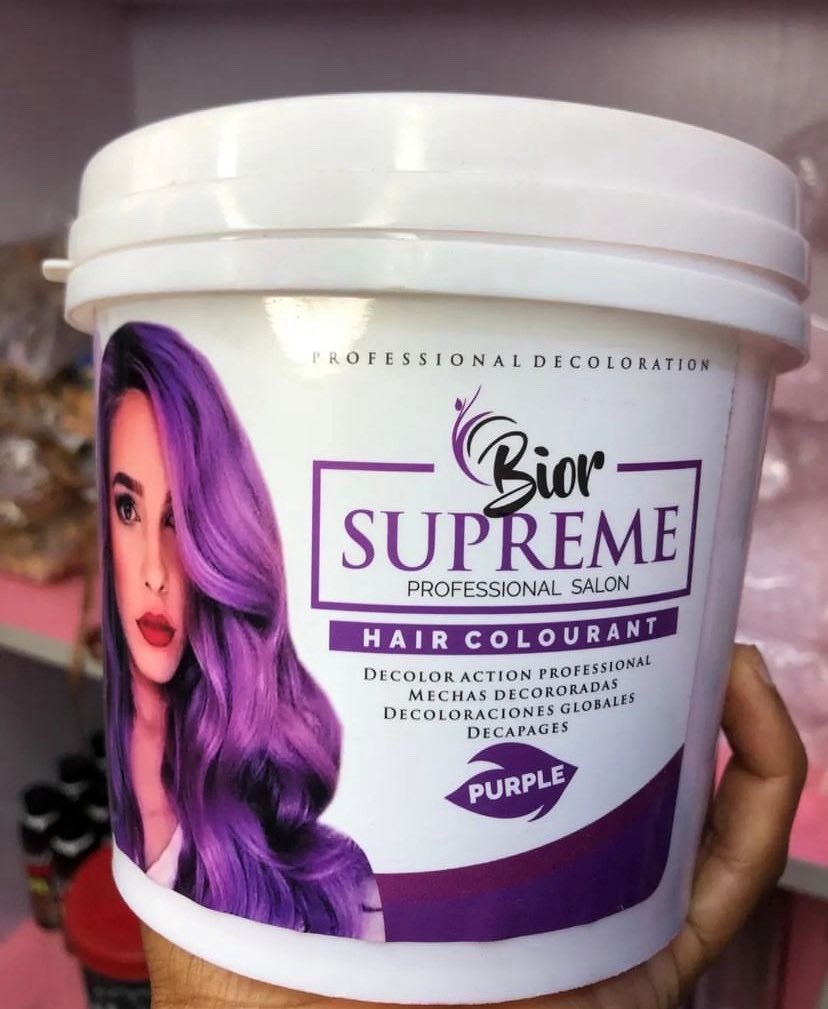 PROFESSIONAL DECOLORATION
Bior
SUPREME
PROFESSIONAL SALON
HAIR COLOURANT
DECOLOR ACTION PROFESSIONAL
MECHAS DECORORADAS
DECOLORACIONES GLOBALES
DECAPAGES
PURPLE